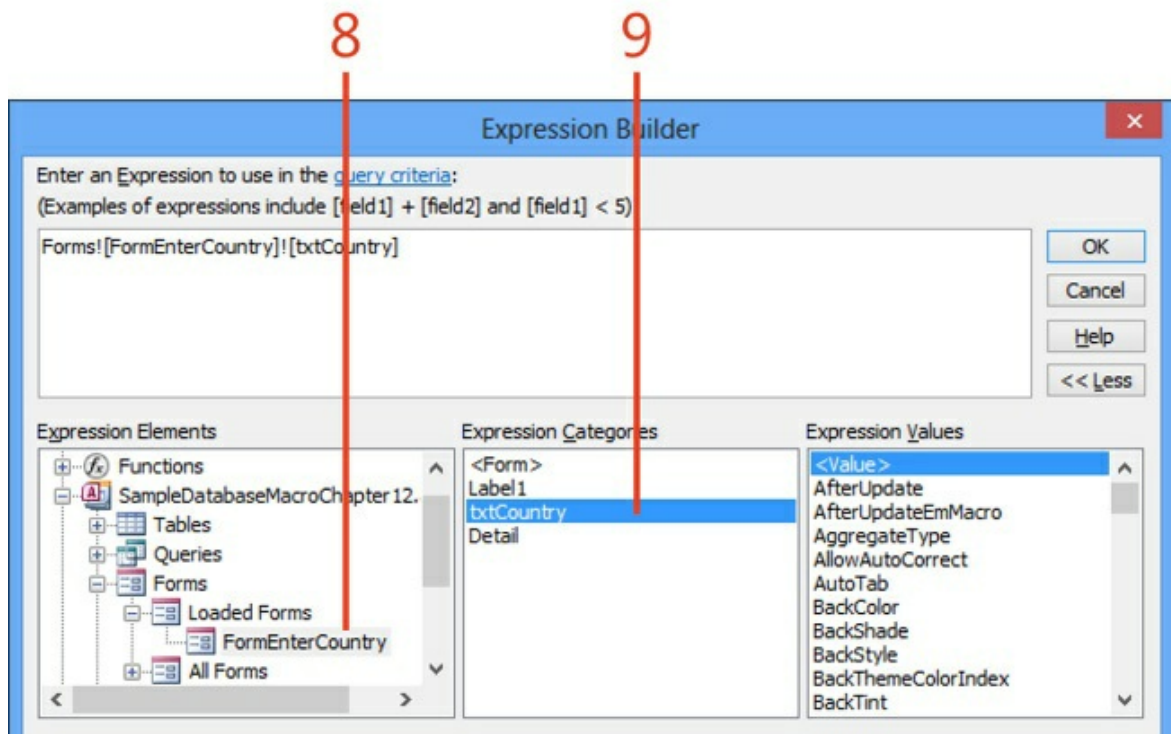 8
9
Expression Builder
Enter an Expression to use in the query criteria:
(Examples of expressions include [field1] + [field2] and [field1] < 5)
Forms![FormEnterCountry]![txtCountry]
OK
Cancel
Help
<< Less
Expression Elements
Functions
SampleDatabaseMacroChapter12.
Tables
Queries
Forms
Loaded Forms
FormEnterCountry
All Forms
Expression Categories
<Form>
Label1
txtCountry
Detail
Expression Values
<Value>
AfterUpdate
AfterUpdateEmMacro
AggregateType
AllowAutoCorrect
AutoTab
BackColor
BackShade
BackStyle
BackThemeColorIndex
BackTint